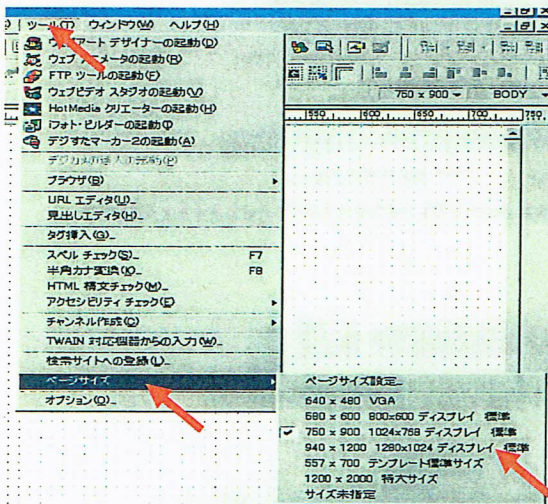 ツール(T) ウィンドウ(W) ヘルプ(H)
ウェブアート デザイナーの起動(D)
ウェブアニメータの起動(R)
FTP ツールの起動(F)
ウェブビデオ スタジオの起動(V)
HotMedia クリエーターの起動(H)
iフォト・ビルダーの起動
デジすたマーカー2の起動(A)
ブラウザ(B)
URL エディタ(U)...
見出しエディタ(H)...
タグ挿入(G)...
スペル チェック(S)... F7
半角カナ変換(K)... F8
HTML 構文チェック(M)...
アクセシビリティ チェック(E)
チャンネル作成(C)
TWAIN 対応機器からの入力(W)...
検索サイトへの登録(L)...
ページサイズ
オプション(O)...
750 x 900 BODY
550 600 650 700 750
ページサイズ設定...
640 x 480 VGA
580 x 600 800x600 ディスプレイ 標準
750 x 900 1024x768 ディスプレイ 標準
940 x 1200 1280x1024 ディスプレイ 標準
557 x 700 テンプレート標準サイズ
1200 x 2000 特大サイズ
サイズ未指定